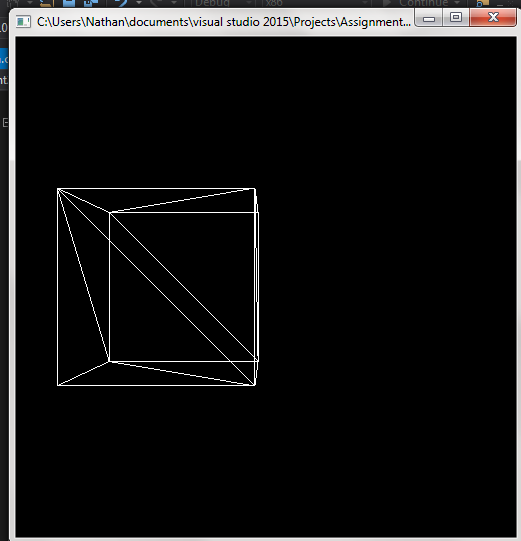 Debug x86 Continue
C:\Users\Nathan\documents\visual studio 2015\Projects\Assignment...